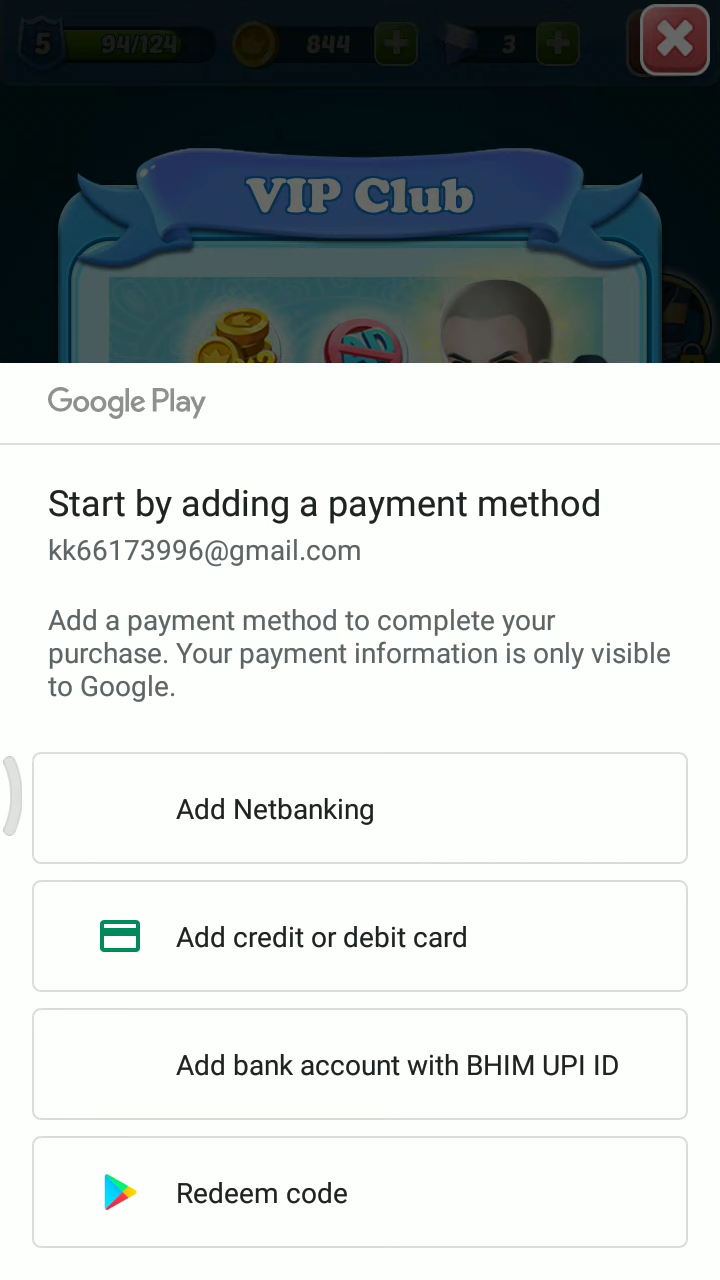 5 94/124 844 3
VIP Club
AD
Google Play
Start by adding a payment method
kk66173996@gmail.com
Add a payment method to complete your
purchase. Your payment information is only visible
to Google.
Add Netbanking
Add credit or debit card
Add bank account with BHIM UPI ID
Redeem code